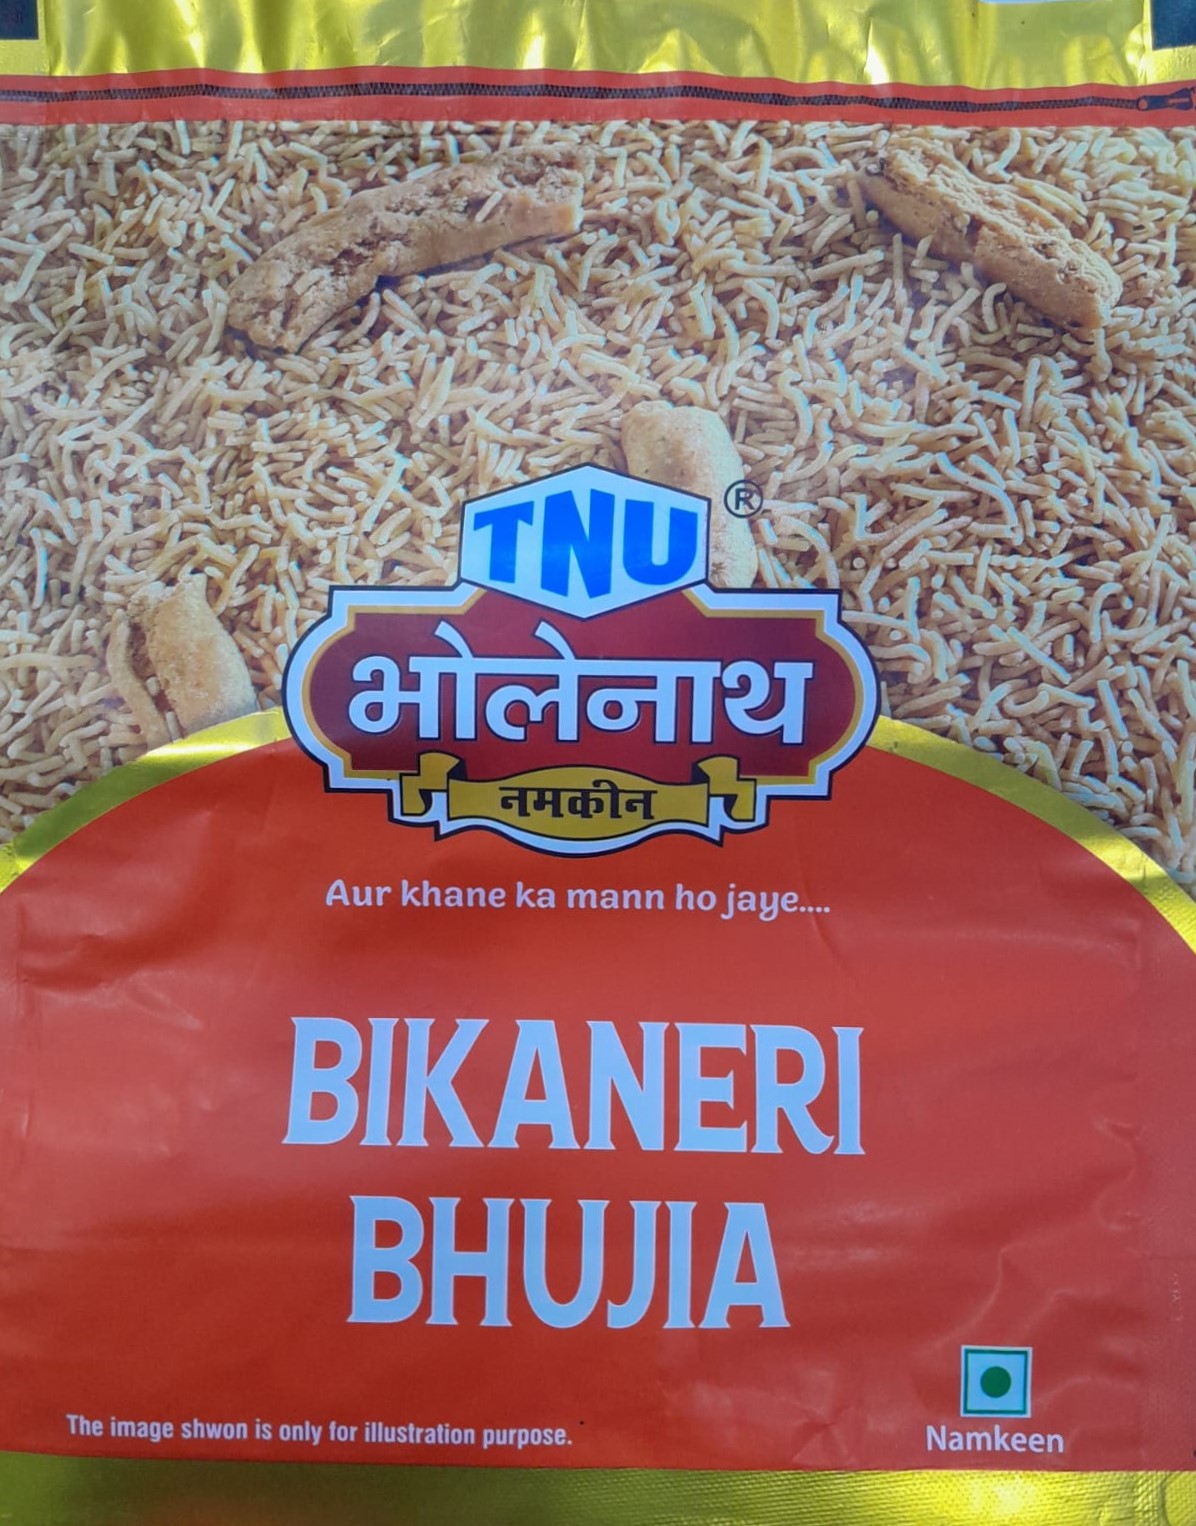 TNU ®
भोलेनाथ
नमकीन
Aur khane ka mann ho jaye....
BIKANERI
BHUJIA
The image shwon is only for illustration purpose.
Namkeen